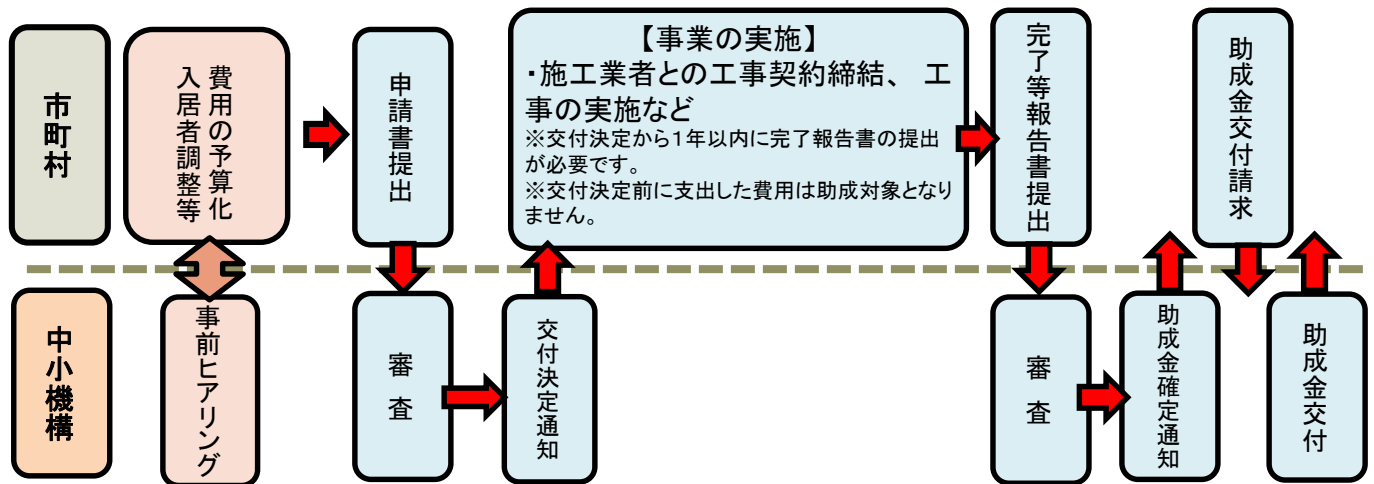 市町村
費用の予算化
入居者調整等
申請書提出
【事業の実施】
・施工業者との工事契約締結、 工
事の実施など
※交付決定から1年以内に完了報告書の提出
が必要です。
※交付決定前に支出した費用は助成対象となり
ません。
完了等報告書提出
助成金交付請求
中小機構
事前ヒアリング
審 査
交付決定通知
審 査
助成金確定通知
助成金交付